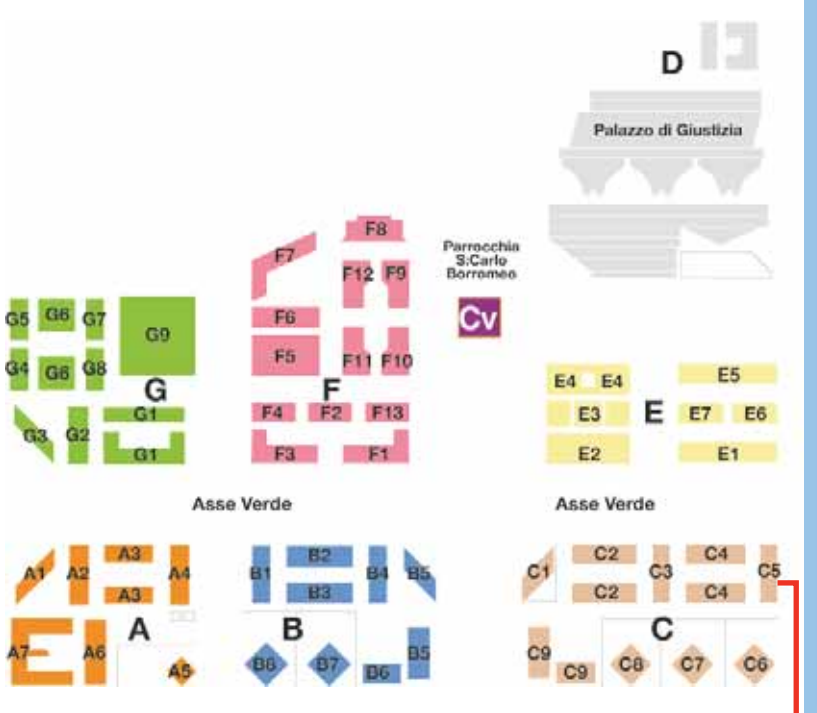 D
Palazzo di Giustizia
F8
F7
Parrocchia
S:Carlo
Borromeo
F12 F9
G5 G6 G7
G9
F6
Cv
F5
F11 F10
G4 G6 G8
G
F
E4 E4
E5
G1
F4 F2 F13
E3
E
E7 E6
G3 G2
G1
F3 F1
E2
E1
Asse Verde
Asse Verde
A1 A2 A3 A4
B1 B2 B4 B5
C1 C2 C3 C4 C5
A3
B3
C2 C4
A
B
C
A7 A6
A5
B8 B7 B6 B5
C9 C9 C8 C7 C6